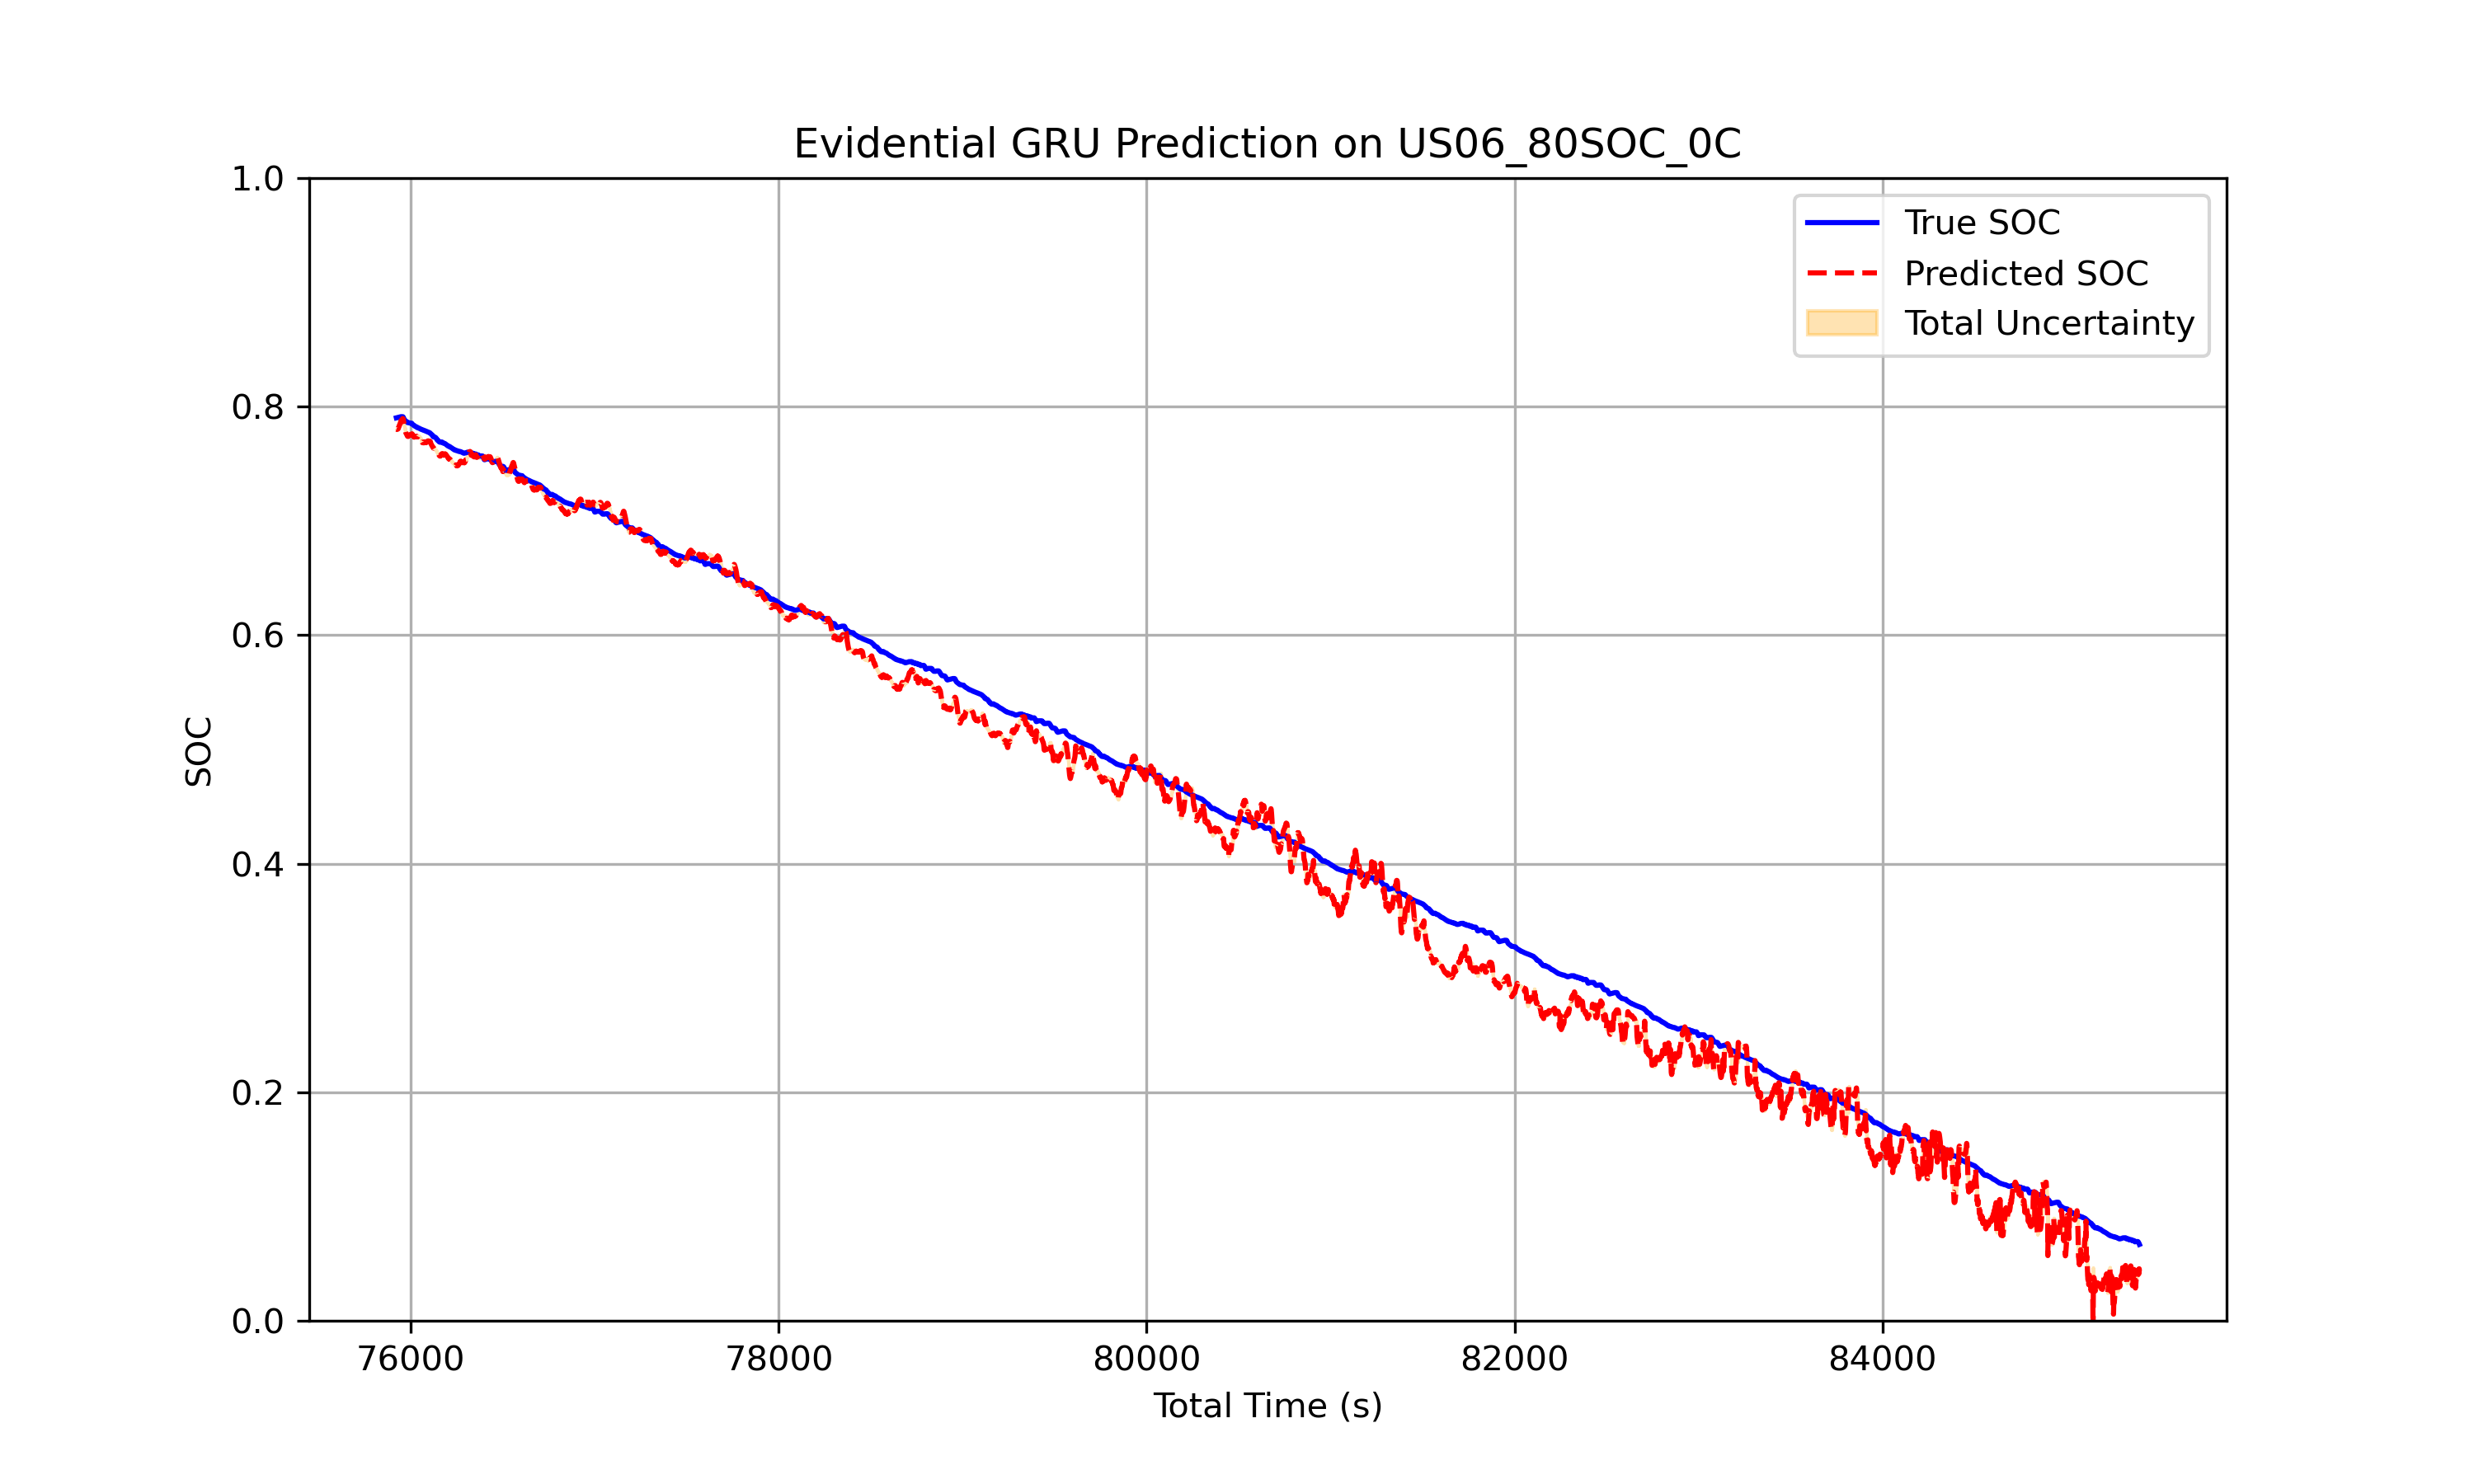 Evidential GRU Prediction on US06_80SOC_0C
True SOC
Predicted SOC
Total Uncertainty
SOC
1.0
0.8
0.6
0.4
0.2
0.0
76000 78000 80000 82000 84000
Total Time (s)